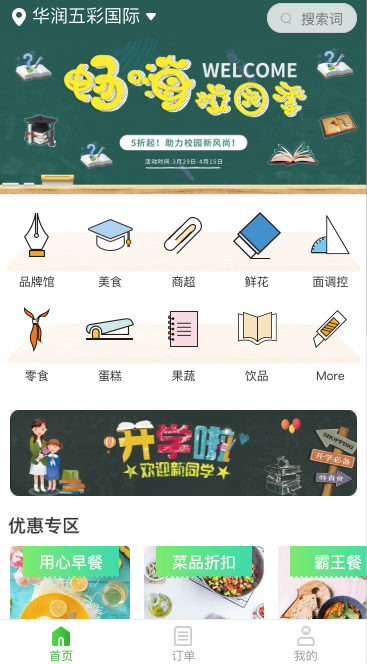 华润五彩国际
搜索词
畅嗨校园季
WELCOME
5折起！助力校园新风尚！
活动时间:3月29日-4月15日
品牌馆 美食 商超 鲜花 面调控
零食 蛋糕 果蔬 饮品 More
开学啦
欢迎新同学
SHOPPING
开学必备
特食食
优惠专区
用心早餐 菜品折扣 霸王餐
首页 订单 我的